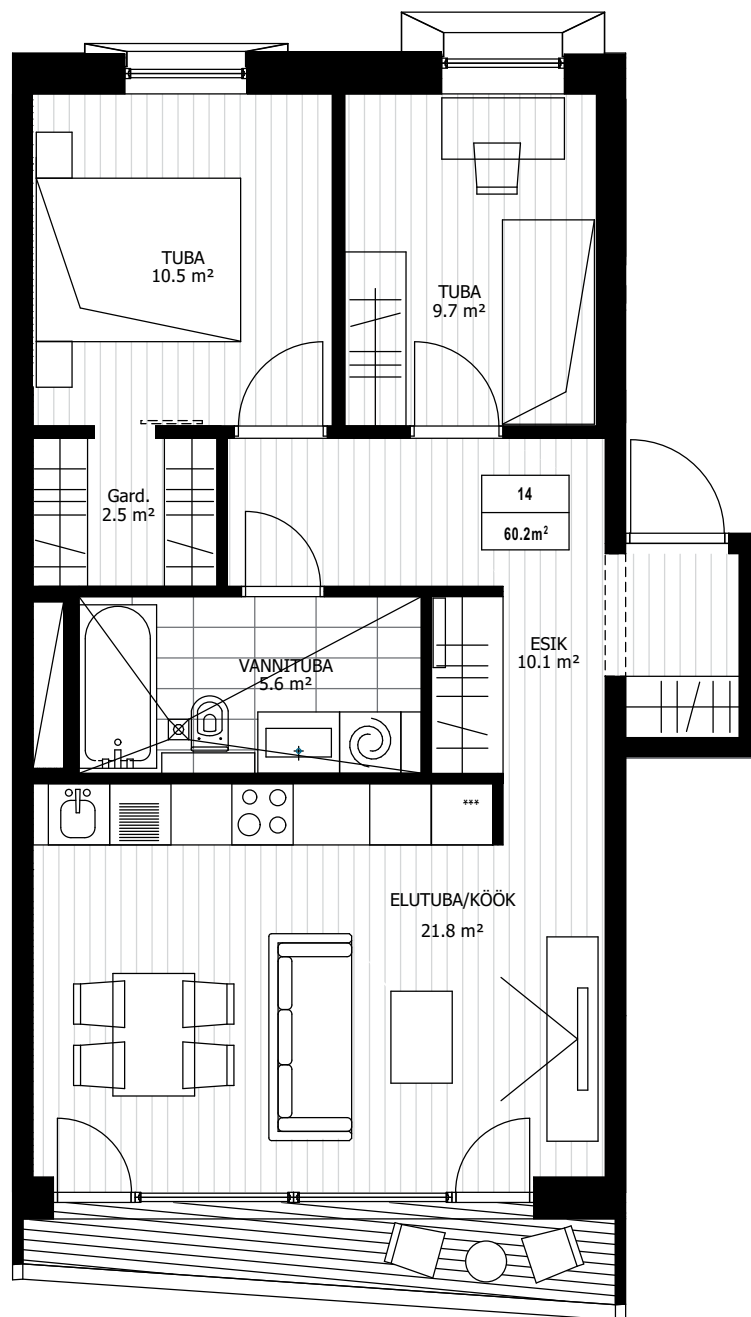 TUBA
10.5 m²
TUBA
9.7 m²
Gard.
2.5 m²
14
60.2m²
ESIK
10.1 m²
VANNITUBA
5.6 m²
***
ELUTUBA/KÖÖK
21.8 m²